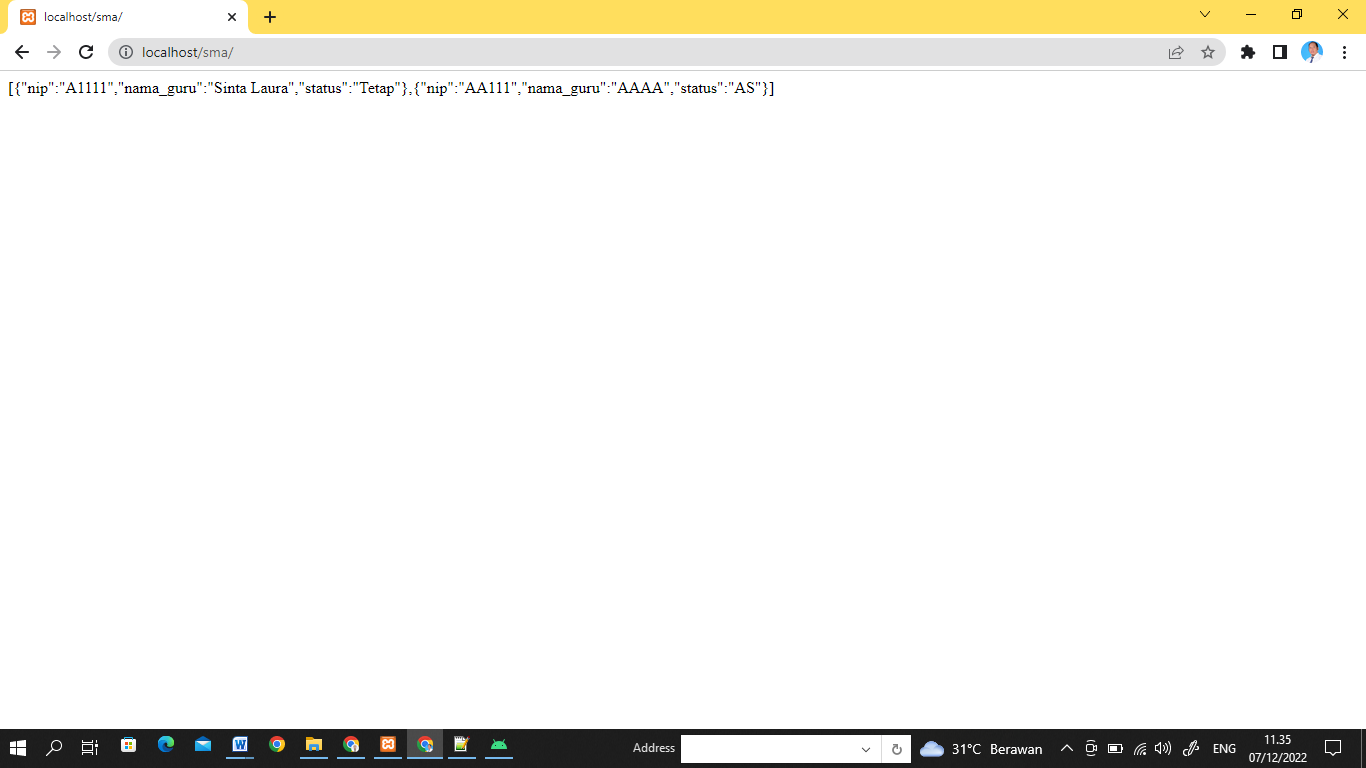 localhost/sma/
localhost/sma/
[{"nip":"A1111","nama_guru":"Sinta Laura","status":"Tetap"},{"nip":"AA111","nama_guru":"AAAA","status":"AS"}]
Address
31°C Berawan
ENG
11.35
07/12/2022